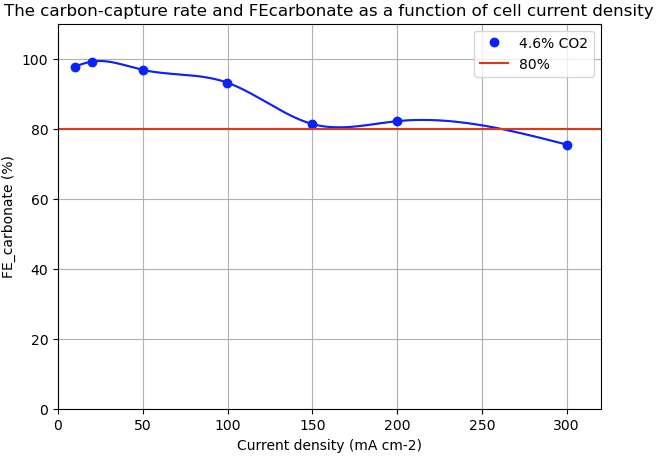 The carbon-capture rate and FEcarbonate as a function of cell current density
4.6% CO2
80%
FE_carbonate (%)
100
80
60
40
20
0
0 50 100 150 200 250 300
Current density (mA cm-2)